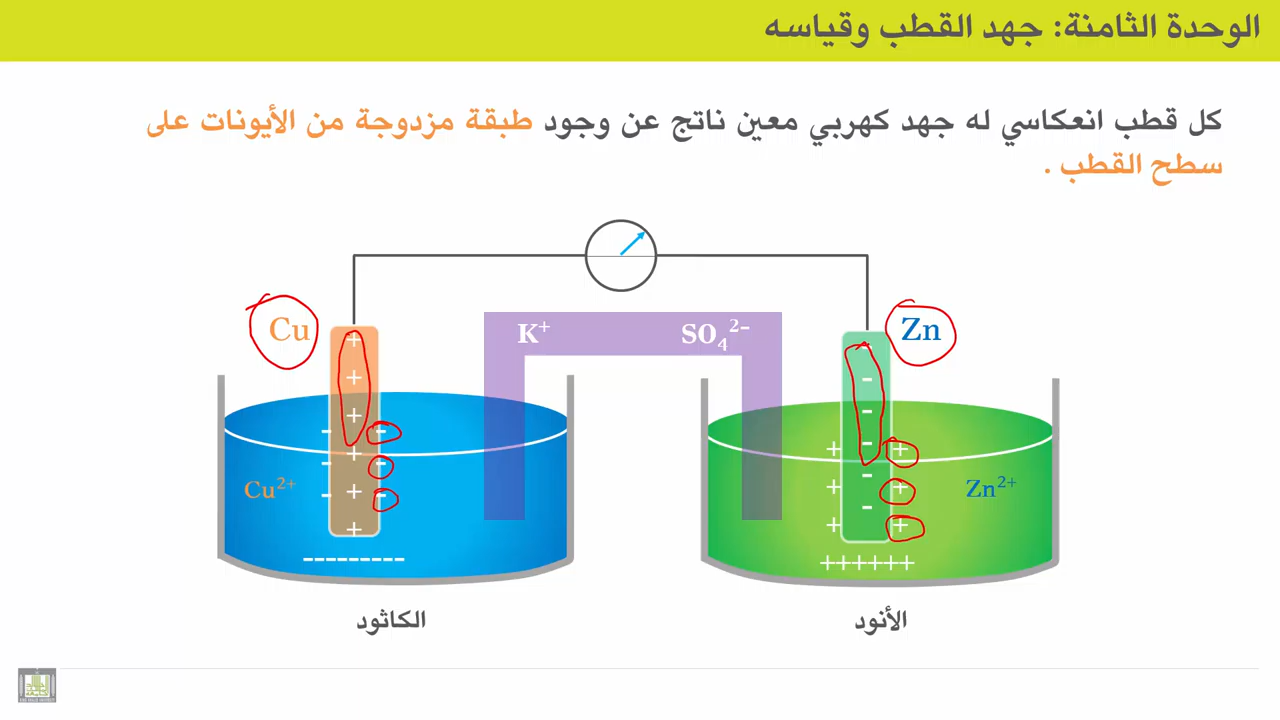 الوحدة الثامنة: جهد القطب وقياسه
كل قطب انعكاسي له جهد كهربي معين ناتج عن وجود طبقة مزدوجة من الأيونات على
سطح القطب .
Cu
K⁺
SO₄²⁻
Zn
Cu²⁺
Zn²⁺
--------
++++++
الكاثود
الأنود